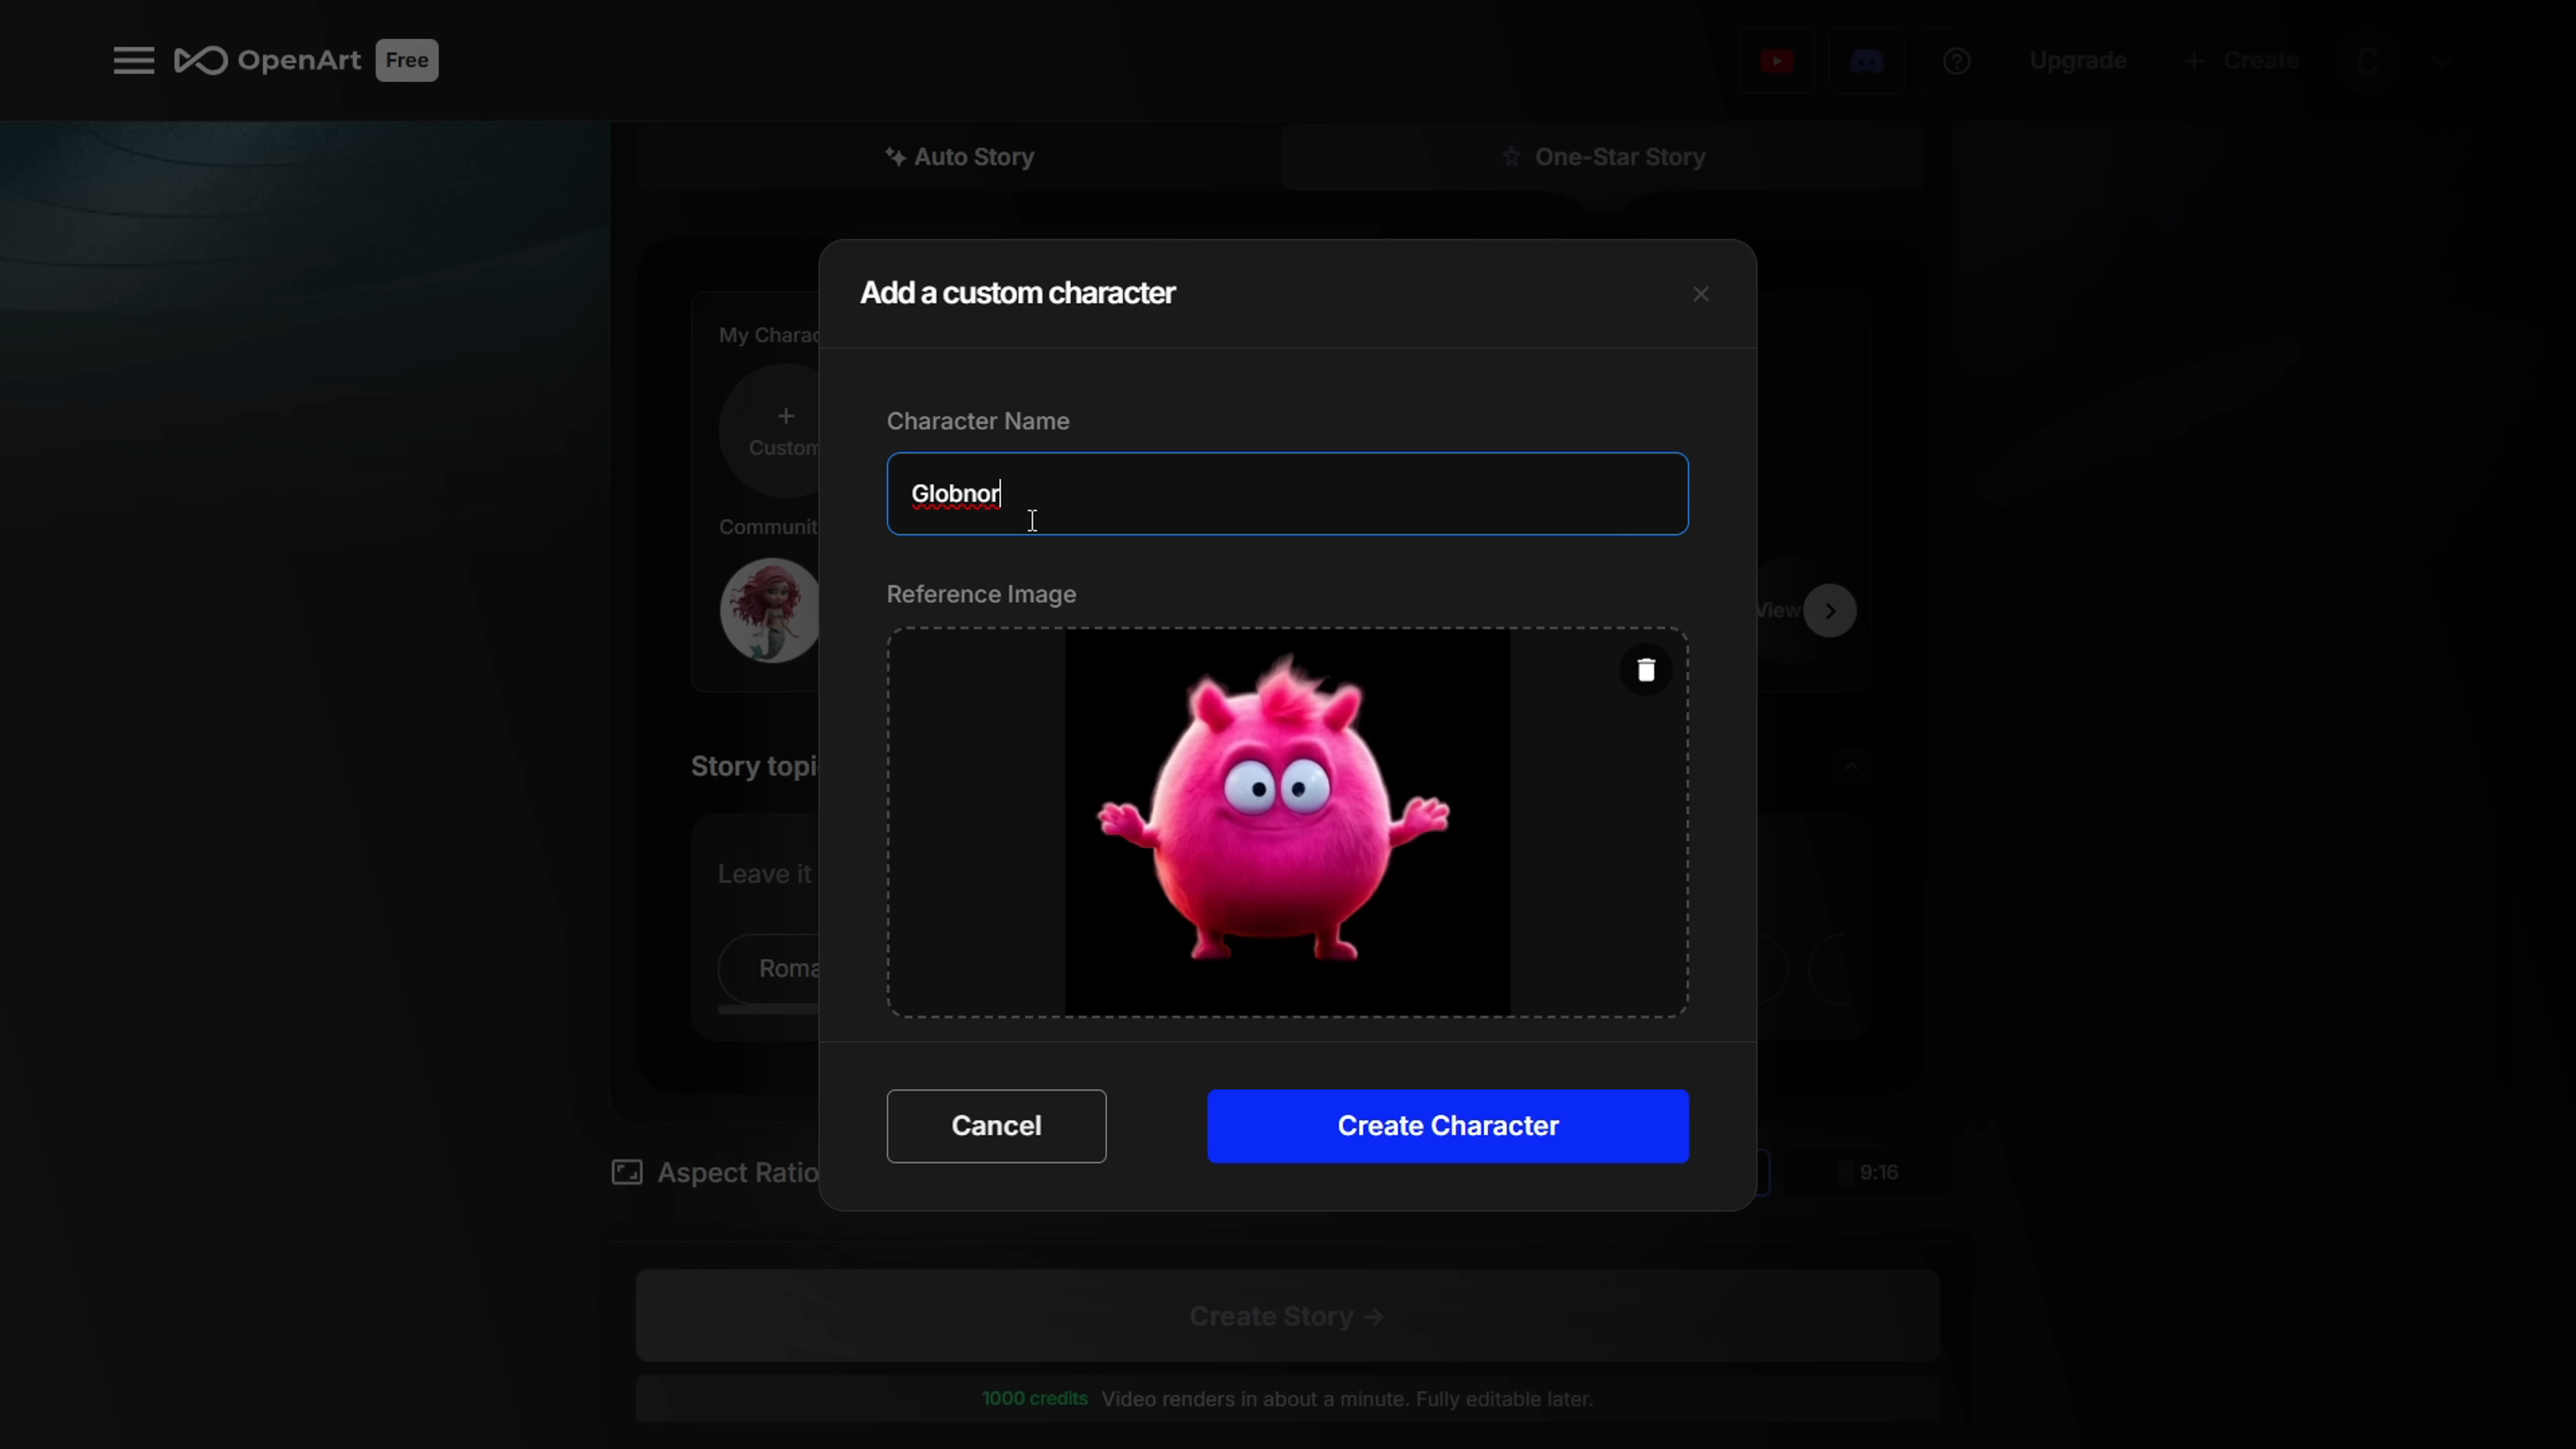 OpenArt Free
Upgrade + Create C
Auto Story
One-Star Story
Add a custom character
My Charac
Character Name
+
Custom
Globnor
Communit
Reference Image
View
Story topi
Leave it
Roma
Cancel
Create Character
Aspect Ratio
9:16
Create Story →
1000 credits Video renders in about a minute. Fully editable later.